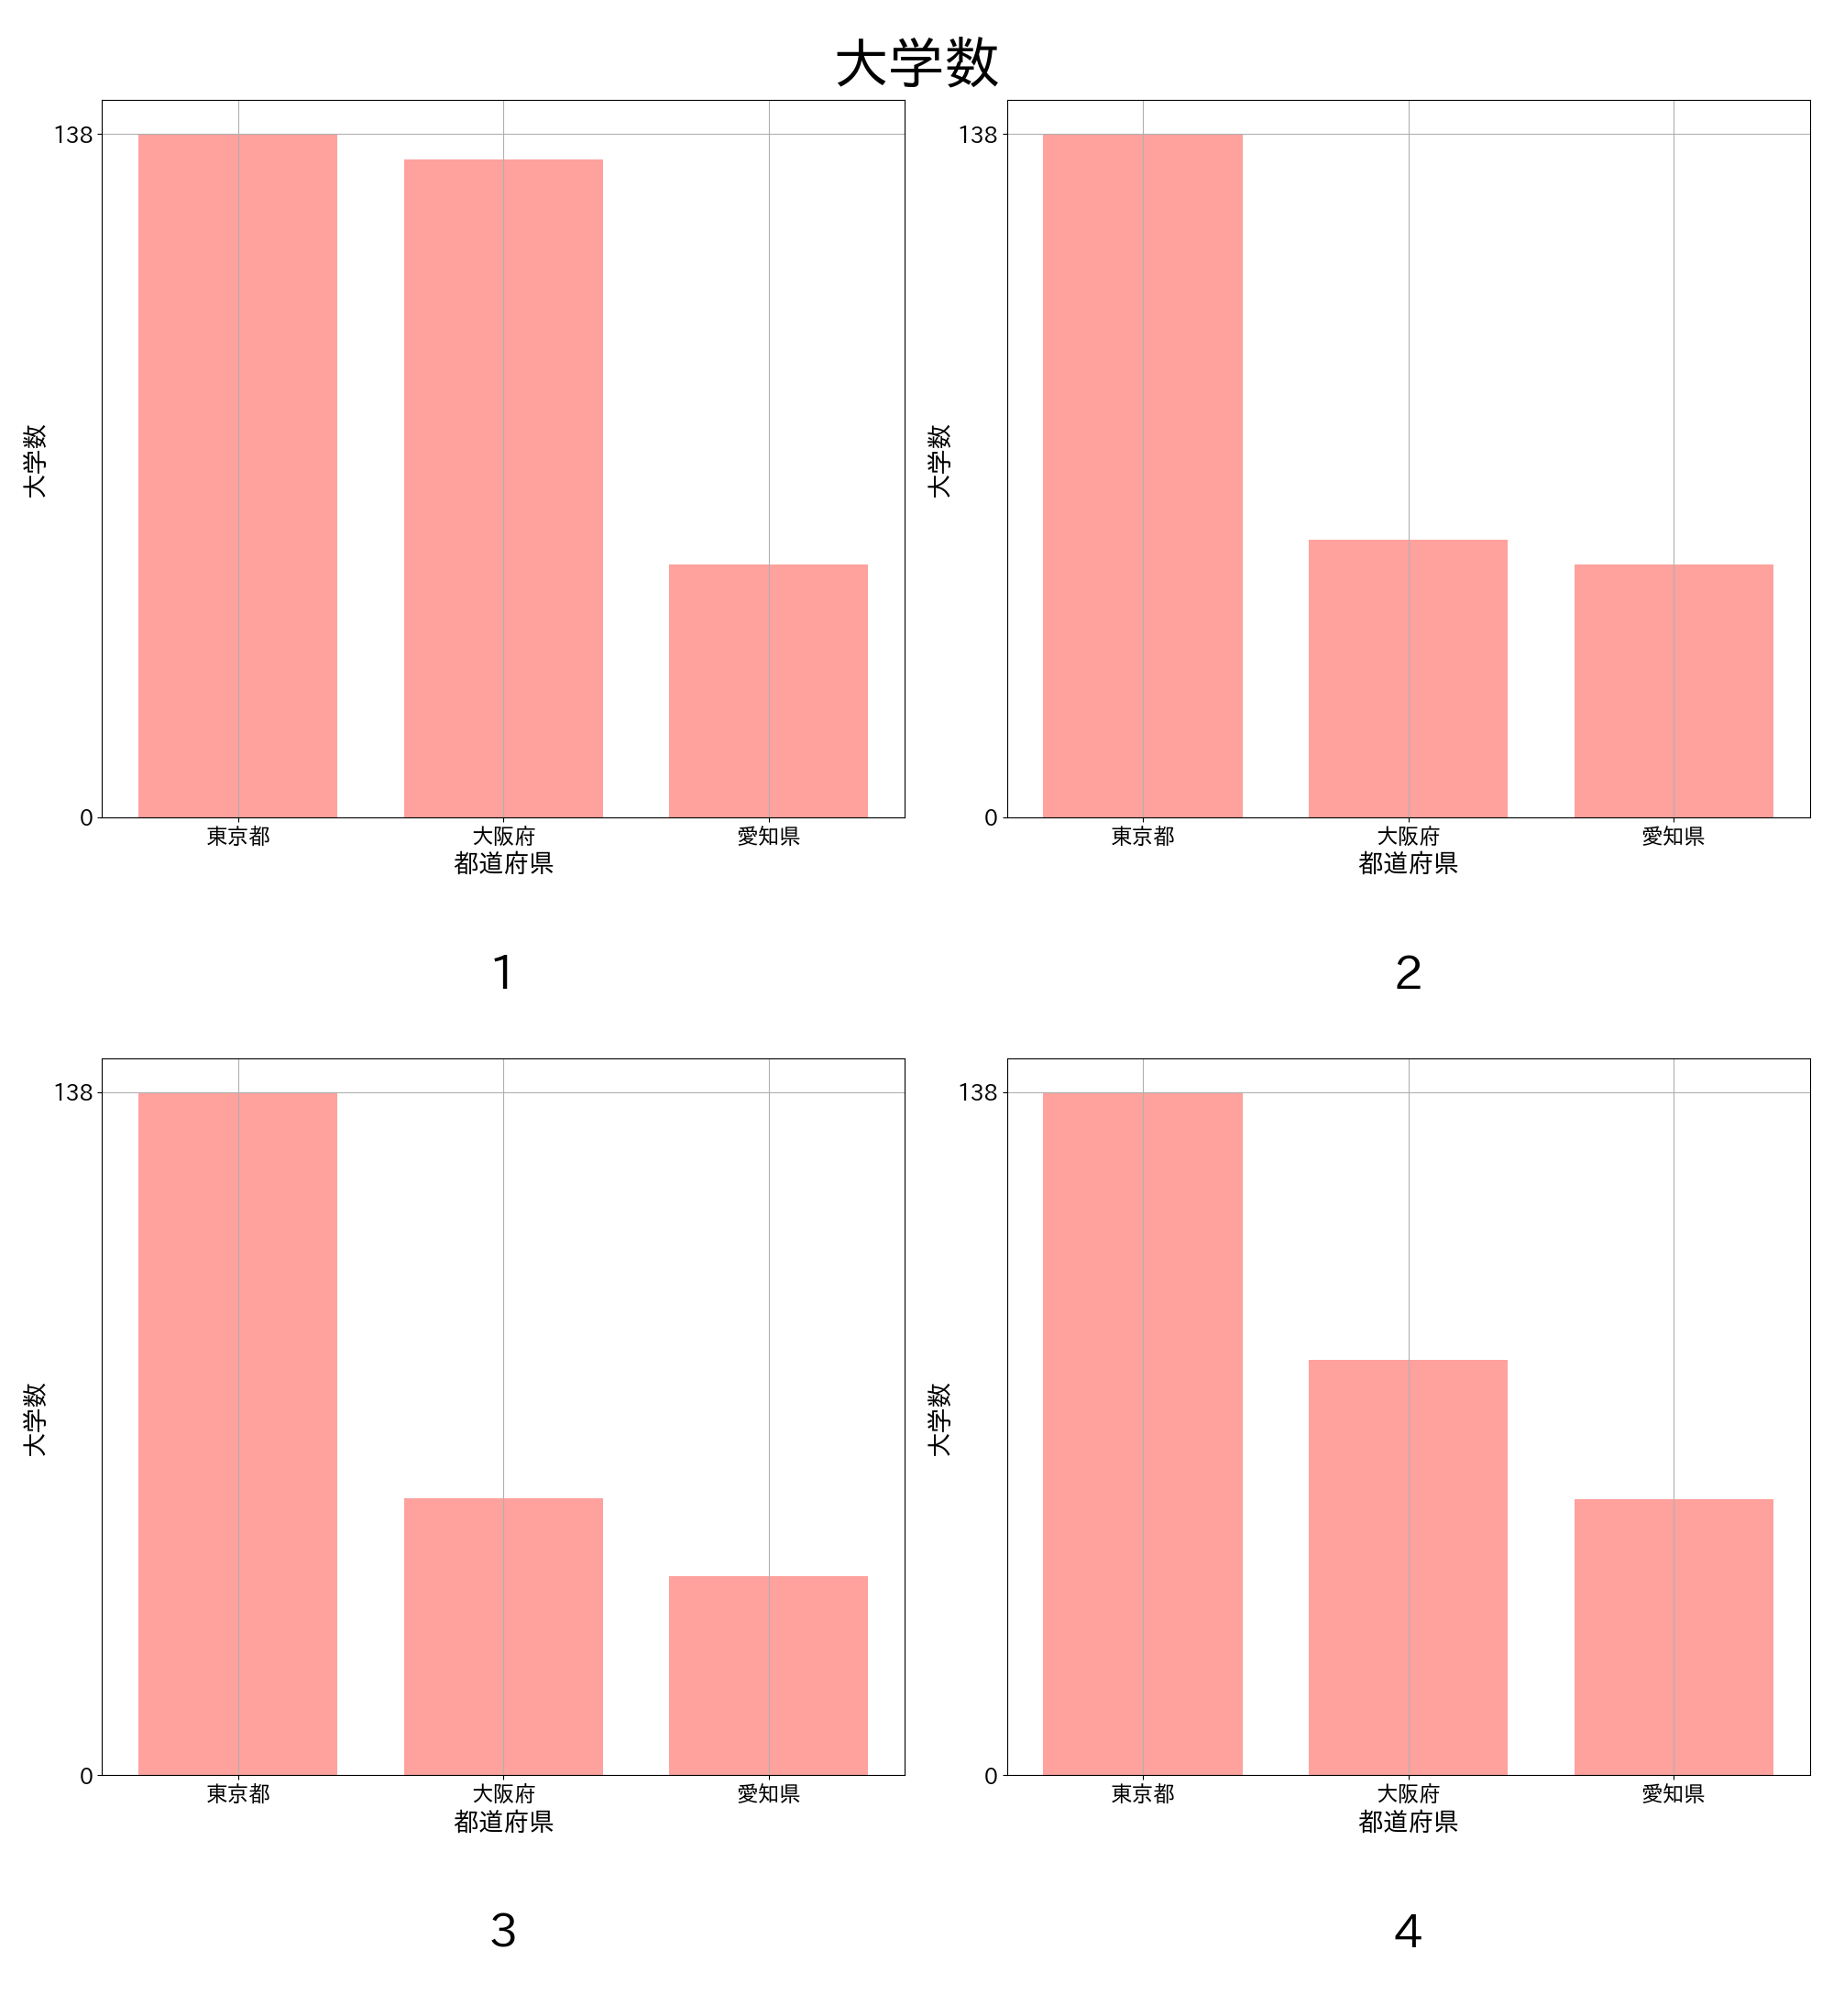 大学数
138
0
大学数
東京都 大阪府 愛知県
都道府県
1
138
0
大学数
東京都 大阪府 愛知県
都道府県
2
138
0
大学数
東京都 大阪府 愛知県
都道府県
3
138
0
大学数
東京都 大阪府 愛知県
都道府県
4